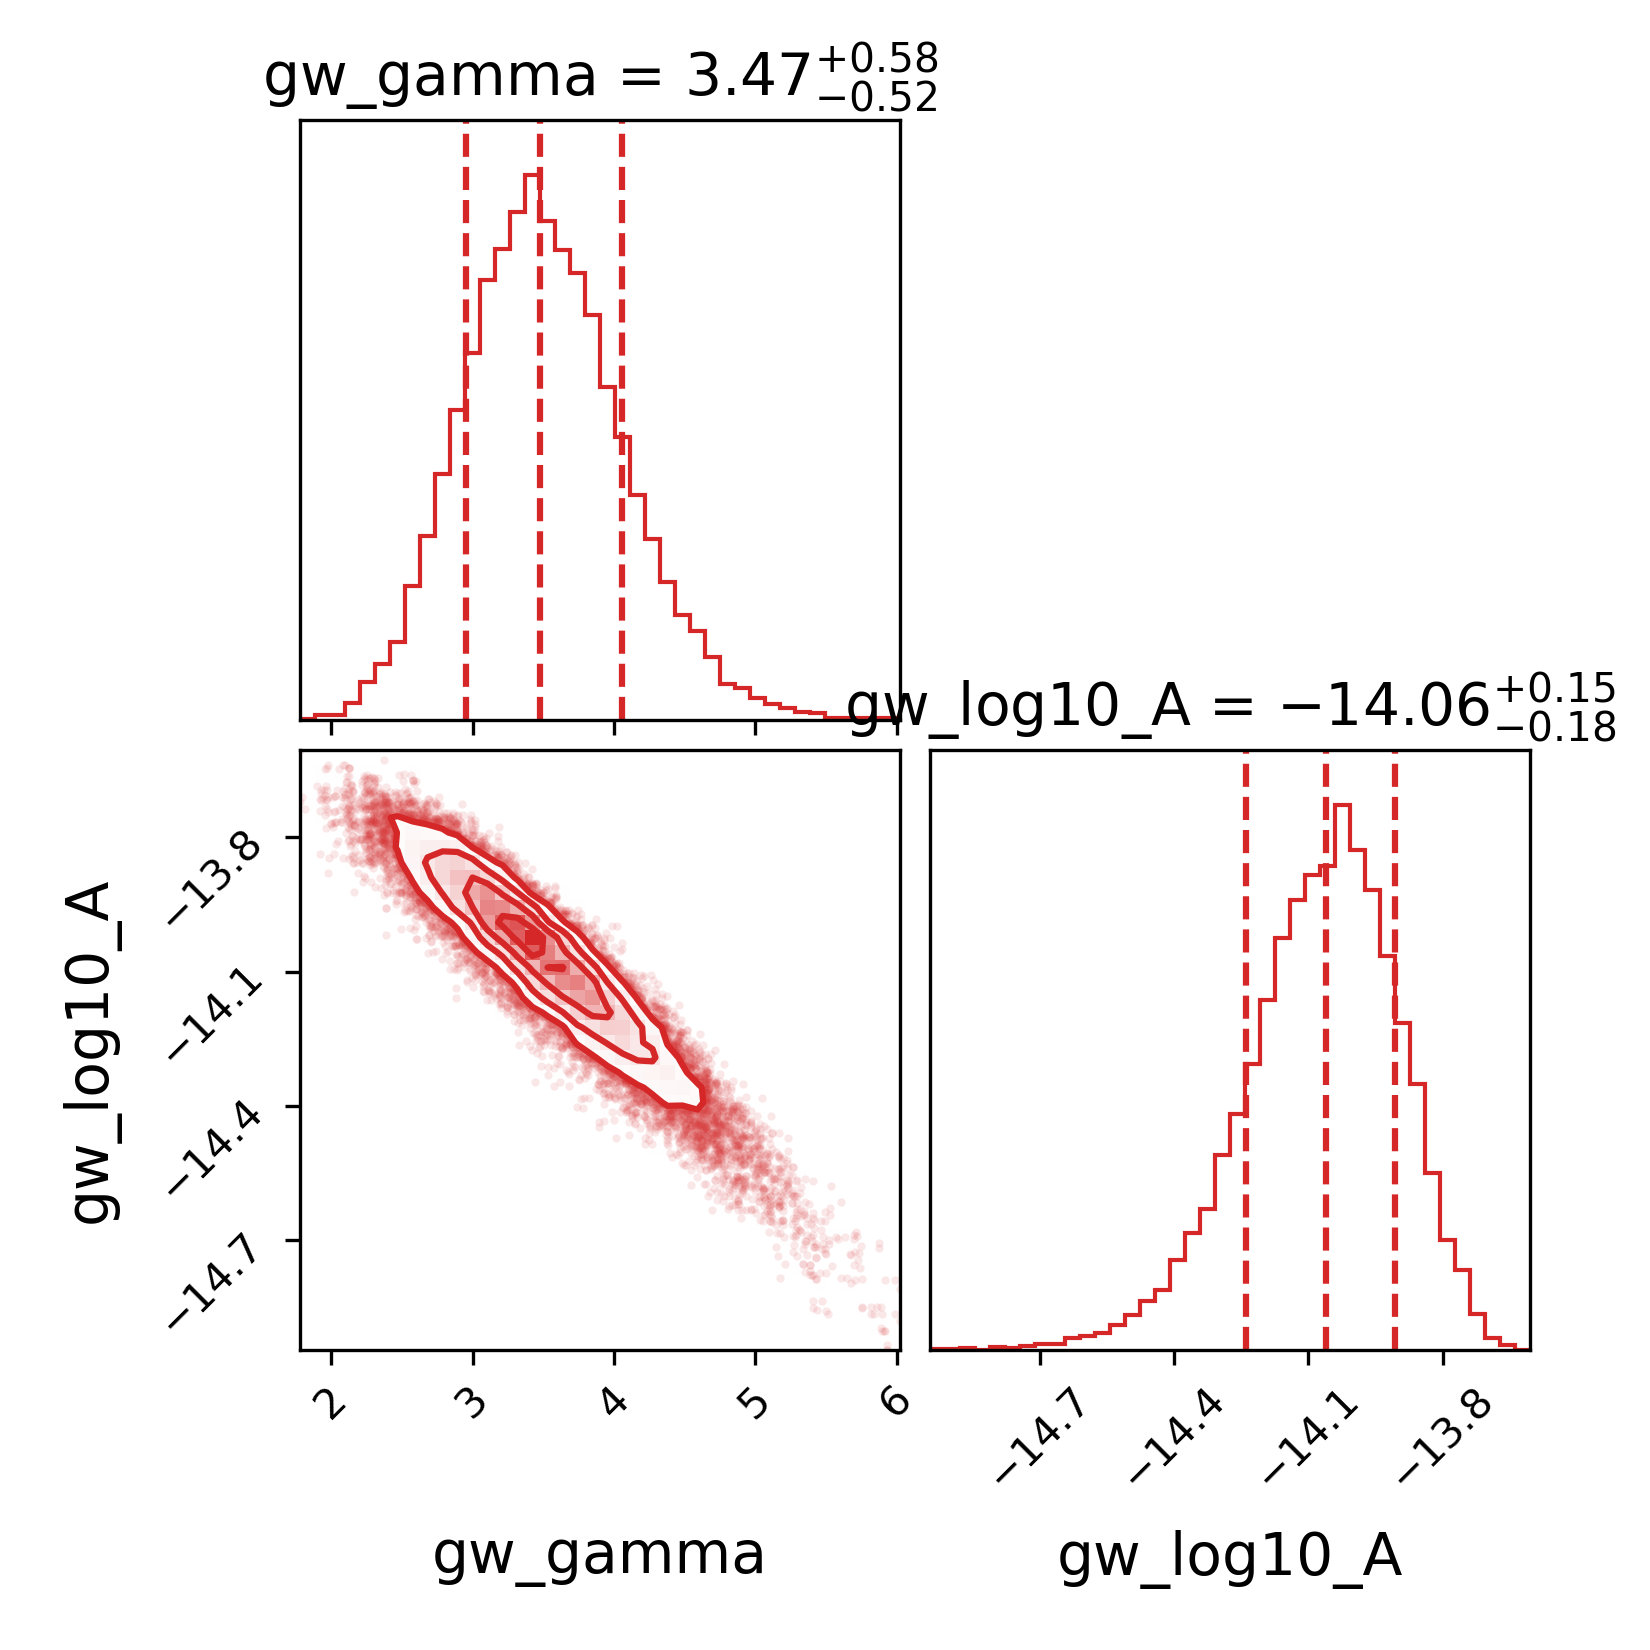 gw_gamma = 3.47 +0.58 −0.52
gw_log10_A = −14.06 +0.15 −0.18
gw_log10_A
−13.8
−14.1
−14.4
−14.7
2 3 4 5 6
−14.7 −14.4 −14.1 −13.8
gw_gamma
gw_log10_A